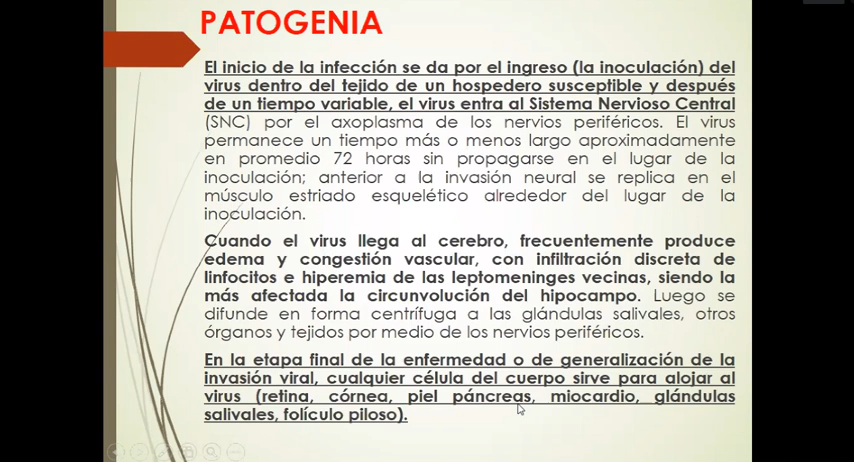 PATOGENIA
El inicio de la infección se da por el ingreso (la inoculación) del
virus dentro del tejido de un hospedero susceptible y después
de un tiempo variable, el virus entra al Sistema Nervioso Central
(SNC) por el axoplasma de los nervios periféricos. El virus
permanece un tiempo más o menos largo aproximadamente
en promedio 72 horas sin propagarse en el lugar de la
inoculación; anterior a la invasión neural se replica en el
músculo estriado esquelético alrededor del lugar de la
inoculación.
Cuando el virus llega al cerebro, frecuentemente produce
edema y congestión vascular, con infiltración discreta de
linfocitos e hiperemia de las leptomeninges vecinas, siendo la
más afectada la circunvolución del hipocampo. Luego se
difunde en forma centrífuga a las glándulas salivales, otros
órganos y tejidos por medio de los nervios periféricos.
En la etapa final de la enfermedad o de generalización de la
invasión viral, cualquier célula del cuerpo sirve para alojar al
virus (retina, córnea, piel páncreas, miocardio, glándulas
salivales, folículo piloso).